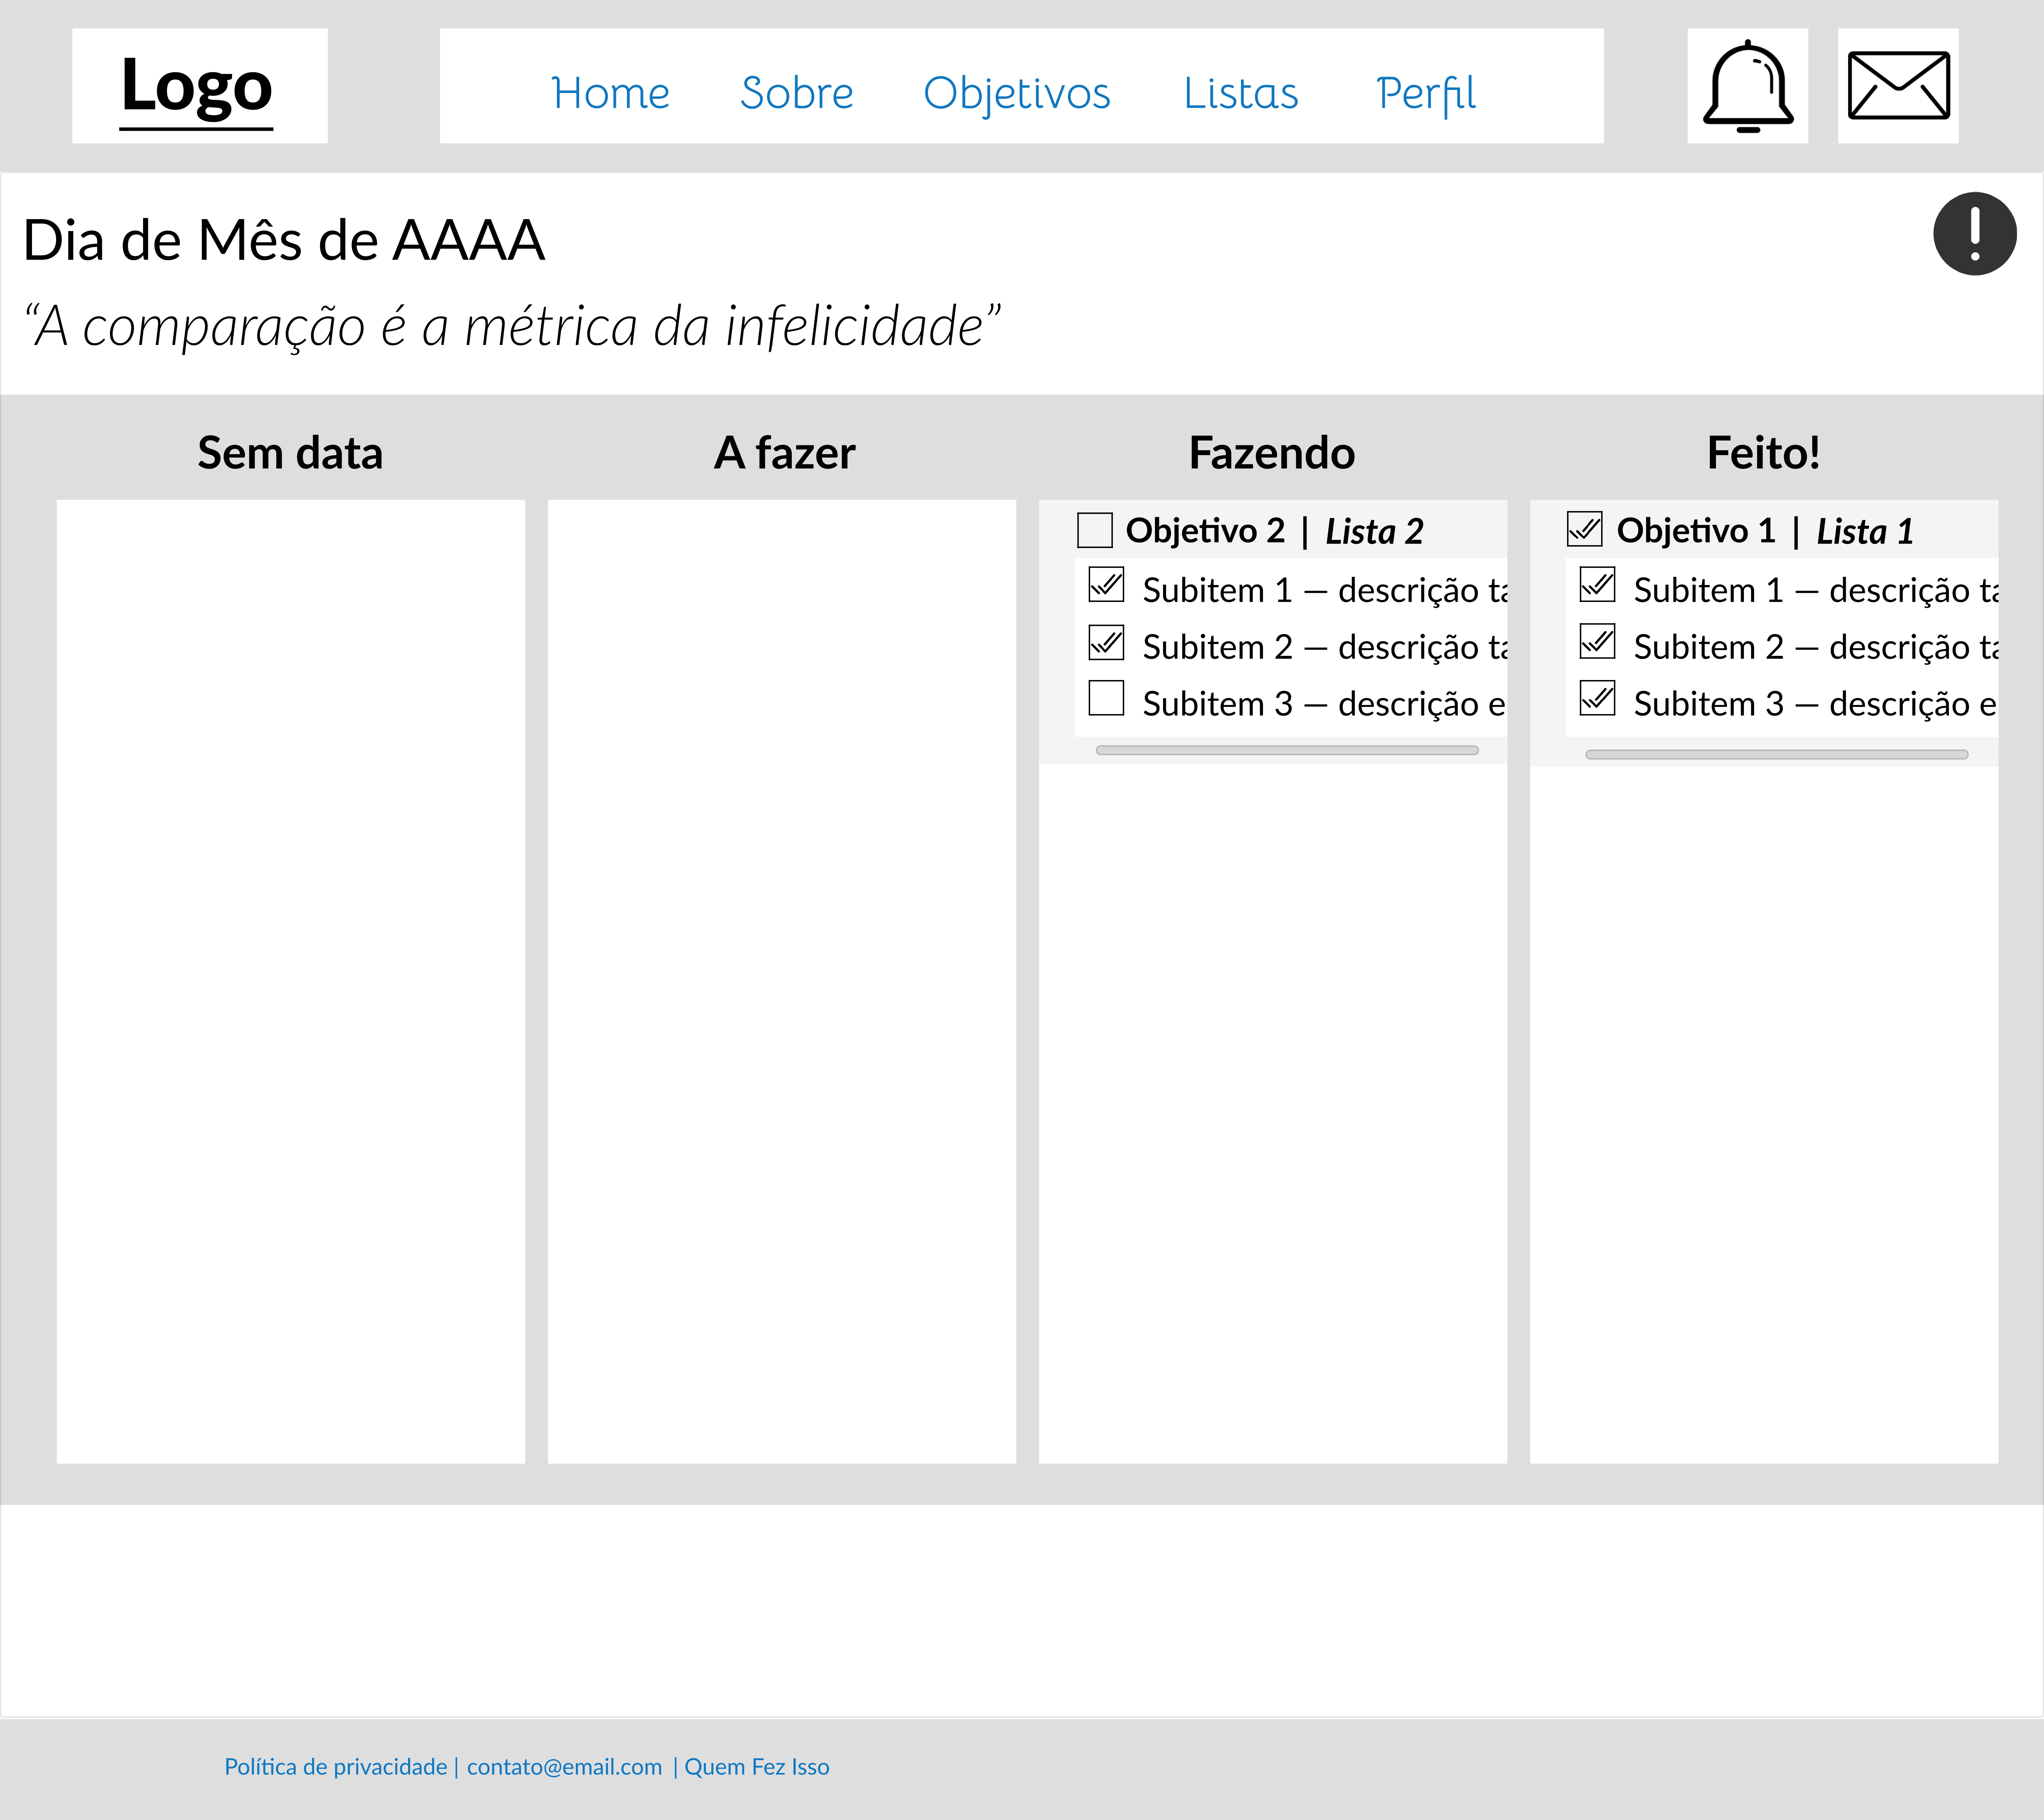 Logo
Home Sobre Objetivos Listas Perfil
Dia de Mês de AAAA
“A comparação é a métrica da infelicidade”
Sem data
A fazer
Fazendo
Objetivo 2 | Lista 2
Subitem 1 — descrição ta
Subitem 2 — descrição ta
Subitem 3 — descrição e
Feito!
Objetivo 1 | Lista 1
Subitem 1 — descrição ta
Subitem 2 — descrição ta
Subitem 3 — descrição e
Política de privacidade | contato@email.com | Quem Fez Isso